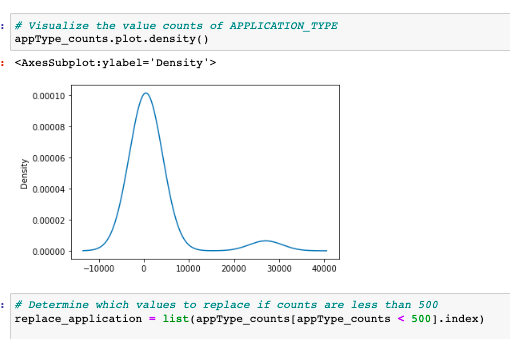 : # Visualize the value counts of APPLICATION_TYPE
appType_counts.plot.density()
: <AxesSubplot:ylabel='Density'>
0.00010
0.00008
0.00006
0.00004
0.00002
0.00000
Density
−10000 0 10000 20000 30000 40000
: # Determine which values to replace if counts are less than 500
replace_application = list(appType_counts[appType_counts < 500].index)